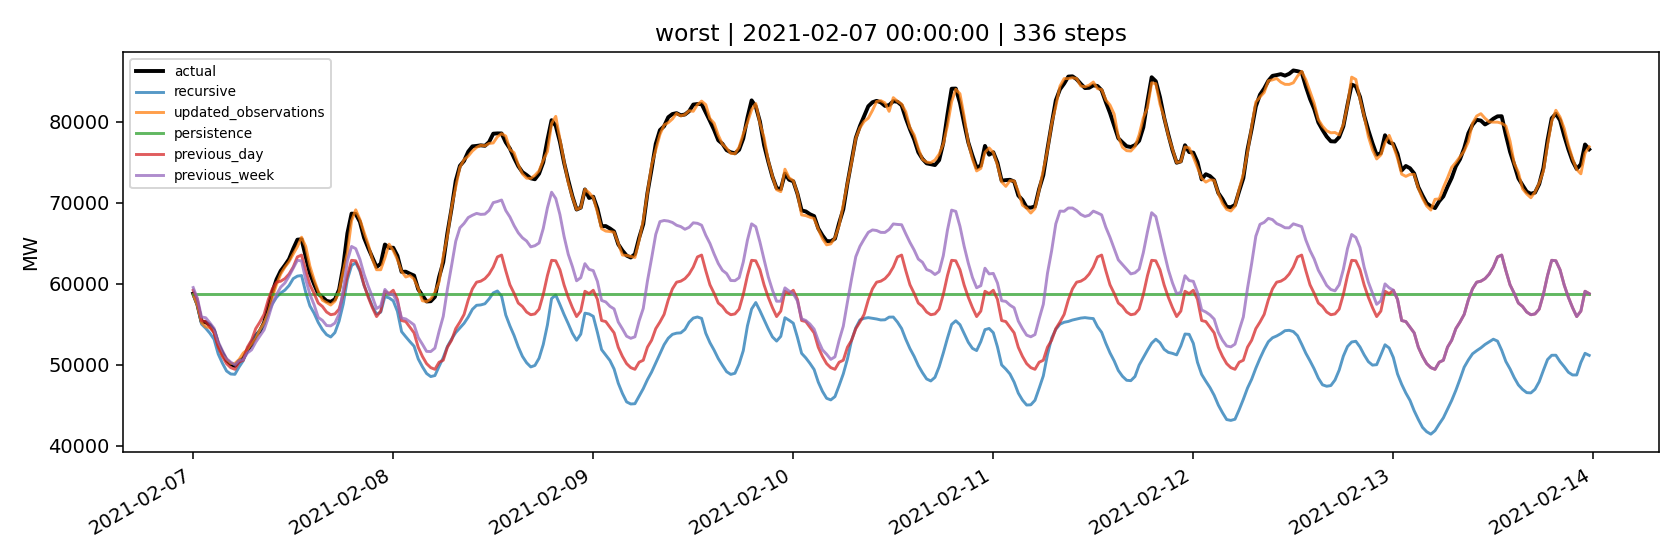 worst | 2021-02-07 00:00:00 | 336 steps
actual
recursive
updated_observations
persistence
previous_day
previous_week
MW
80000
70000
60000
50000
40000
2021-02-07
2021-02-08
2021-02-09
2021-02-10
2021-02-11
2021-02-12
2021-02-13
2021-02-14